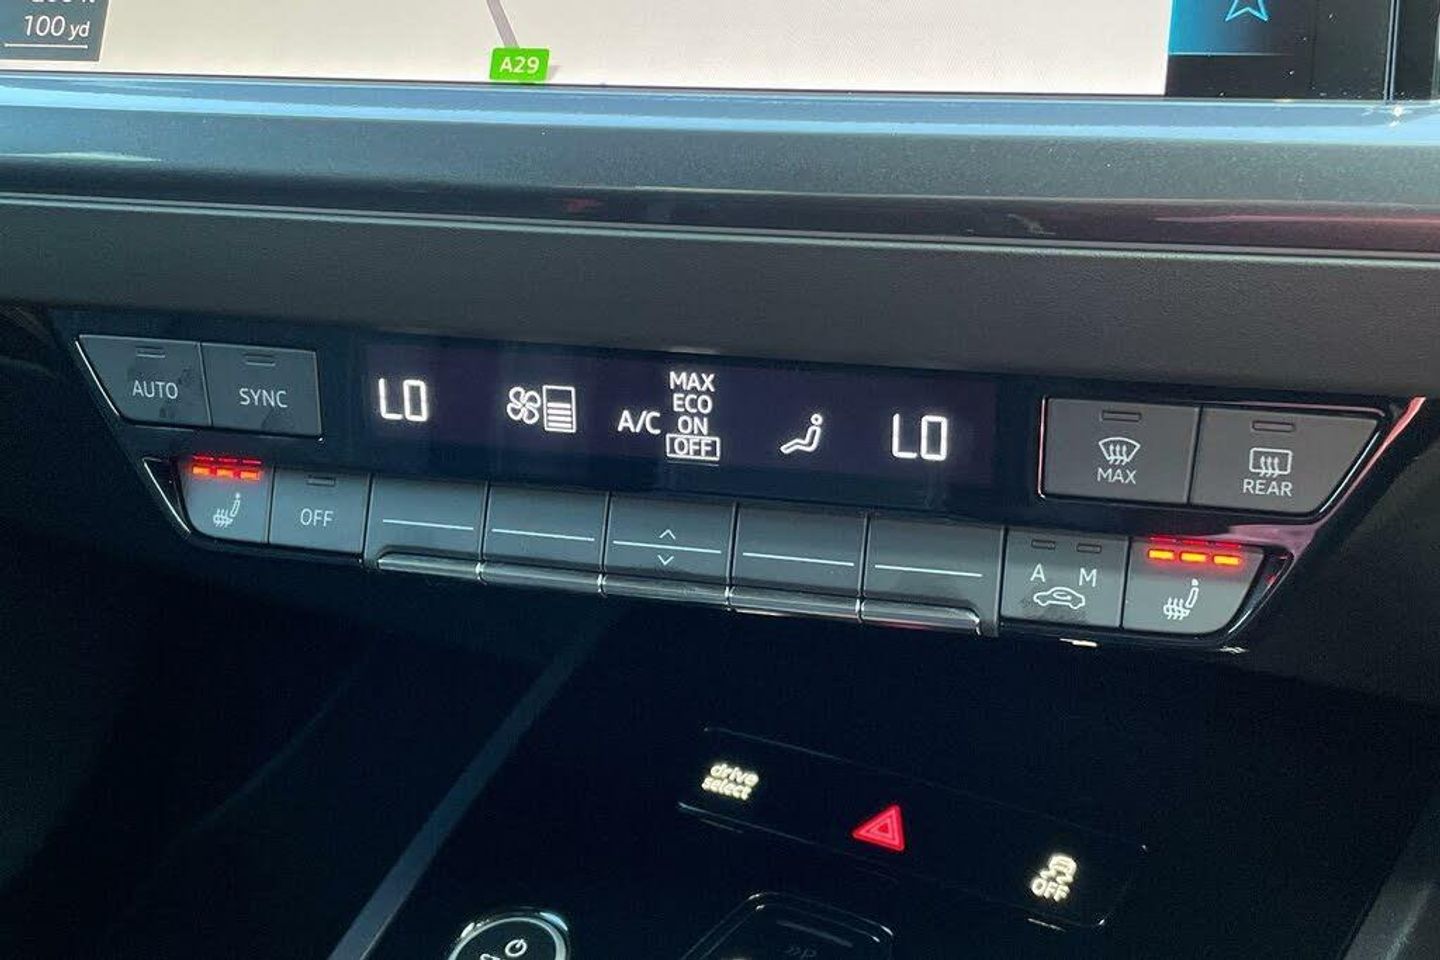 100 yd
A29
AUTO
SYNC
LO
A/C
MAX
ECO
ON
OFF
LO
MAX
REAR
OFF
A M
drive
select
OFF